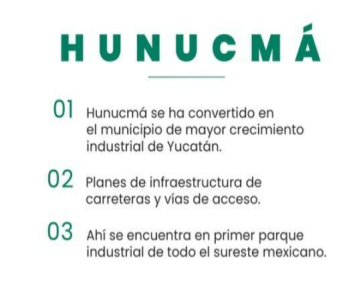 HUNUCMÁ
01 Hunucmá se ha convertido en
el municipio de mayor crecimiento
industrial de Yucatán.
02 Planes de infraestructura de
carreteras y vías de acceso.
03 Ahí se encuentra en primer parque
industrial de todo el sureste mexicano.